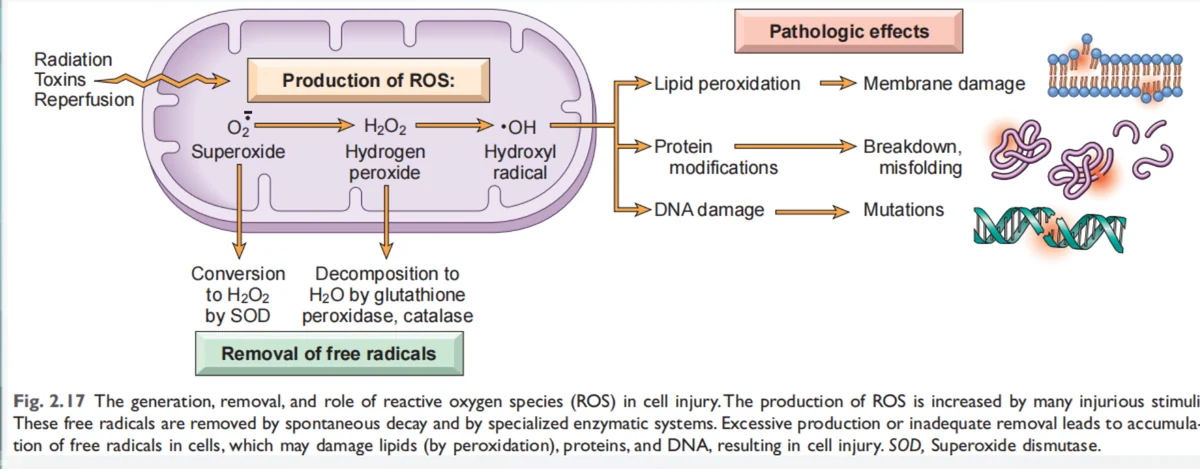 Pathologic effects
Radiation
Toxins
Reperfusion
Production of ROS:
O₂•̄
Superoxide
H₂O₂
Hydrogen
peroxide
•OH
Hydroxyl
radical
Lipid peroxidation
Membrane damage
Protein
modifications
Breakdown,
misfolding
DNA damage
Mutations
Conversion
to H₂O₂
by SOD
Decomposition to
H₂O by glutathione
peroxidase, catalase
Removal of free radicals
Fig. 2.17 The generation, removal, and role of reactive oxygen species (ROS) in cell injury. The production of ROS is increased by many injurious stimuli
These free radicals are removed by spontaneous decay and by specialized enzymatic systems. Excessive production or inadequate removal leads to accumula-
tion of free radicals in cells, which may damage lipids (by peroxidation), proteins, and DNA, resulting in cell injury. SOD, Superoxide dismutase.